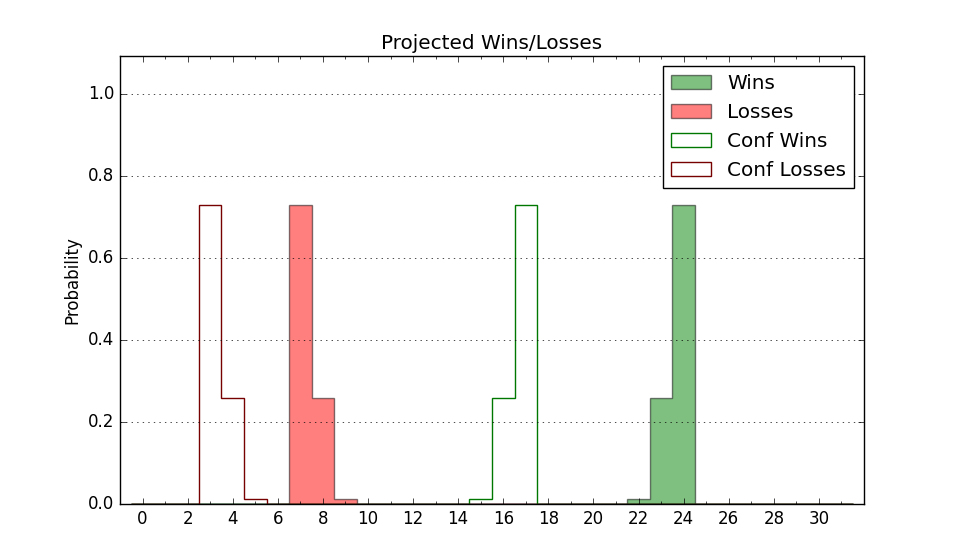 Projected Wins/Losses
1.0
0.8
0.6
0.4
0.2
0.0
Probability
Wins
Losses
Conf Wins
Conf Losses
0 2 4 6 8 10 12 14 16 18 20 22 24 26 28 30